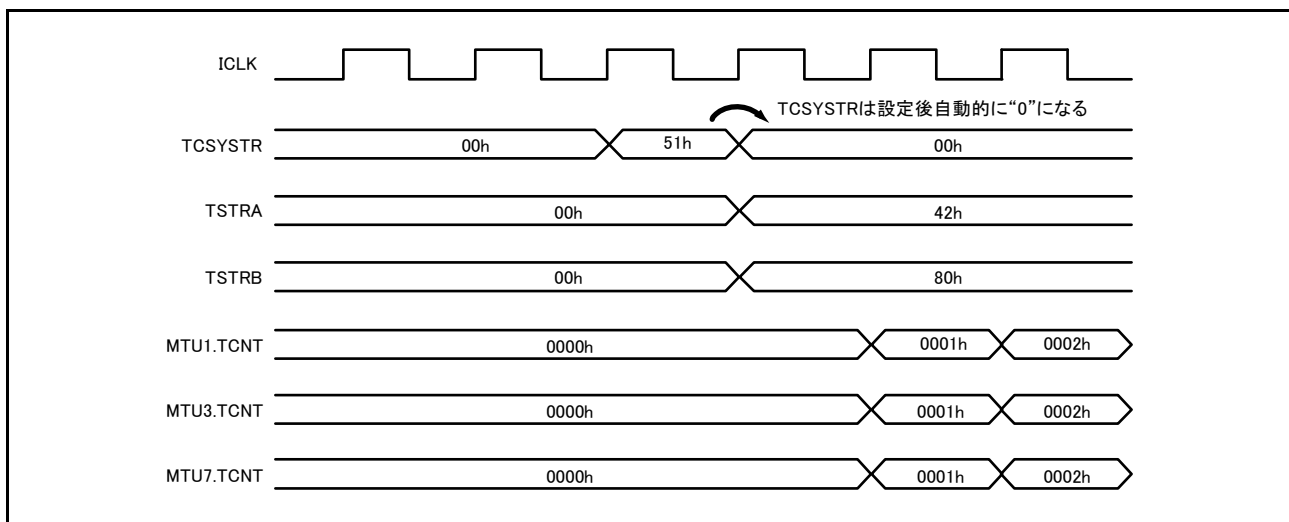 ICLK
TCSYSTRは設定後自動的に“0”になる
TCSYSTR 00h 51h 00h
TSTRA 00h 42h
TSTRB 00h 80h
MTU1.TCNT 0000h 0001h 0002h
MTU3.TCNT 0000h 0001h 0002h
MTU7.TCNT 0000h 0001h 0002h